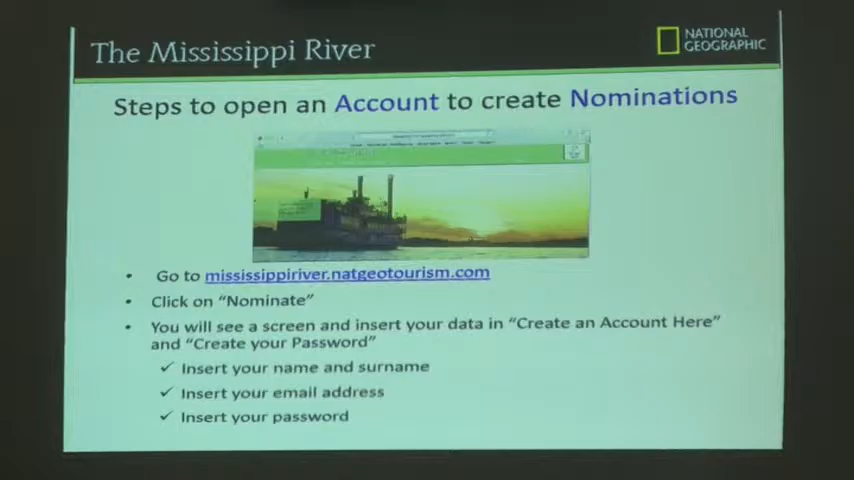 The Mississippi River
NATIONAL
GEOGRAPHIC
Steps to open an Account to create Nominations
• Go to mississippiriver.natgeotourism.com
• Click on “Nominate”
• You will see a screen and insert your data in “Create an Account Here”
and “Create your Password”
✓ Insert your name and surname
✓ Insert your email address
✓ Insert your password